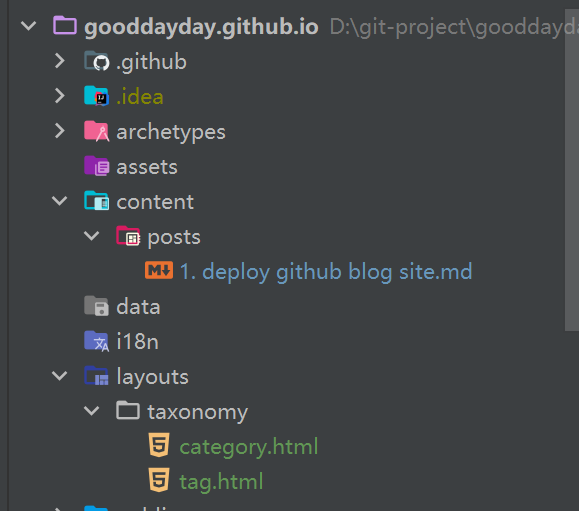 gooddayday.github.io D:\git-project\goodday
.github
.idea
archetypes
assets
content
posts
1. deploy github blog site.md
data
i18n
layouts
taxonomy
category.html
tag.html